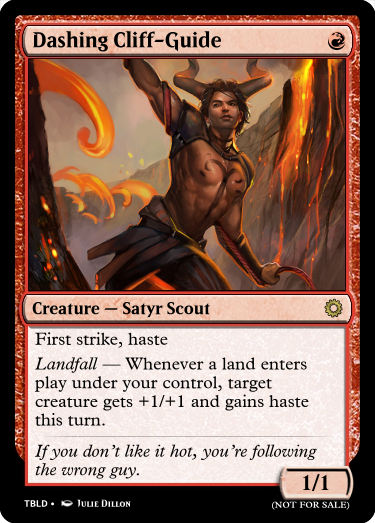 Dashing Cliff-Guide
Creature — Satyr Scout
First strike, haste
Landfall — Whenever a land enters
play under your control, target
creature gets +1/+1 and gains haste
this turn.
If you don't like it hot, you're following
the wrong guy.
1/1
TBLD • Julie Dillon
(NOT FOR SALE)